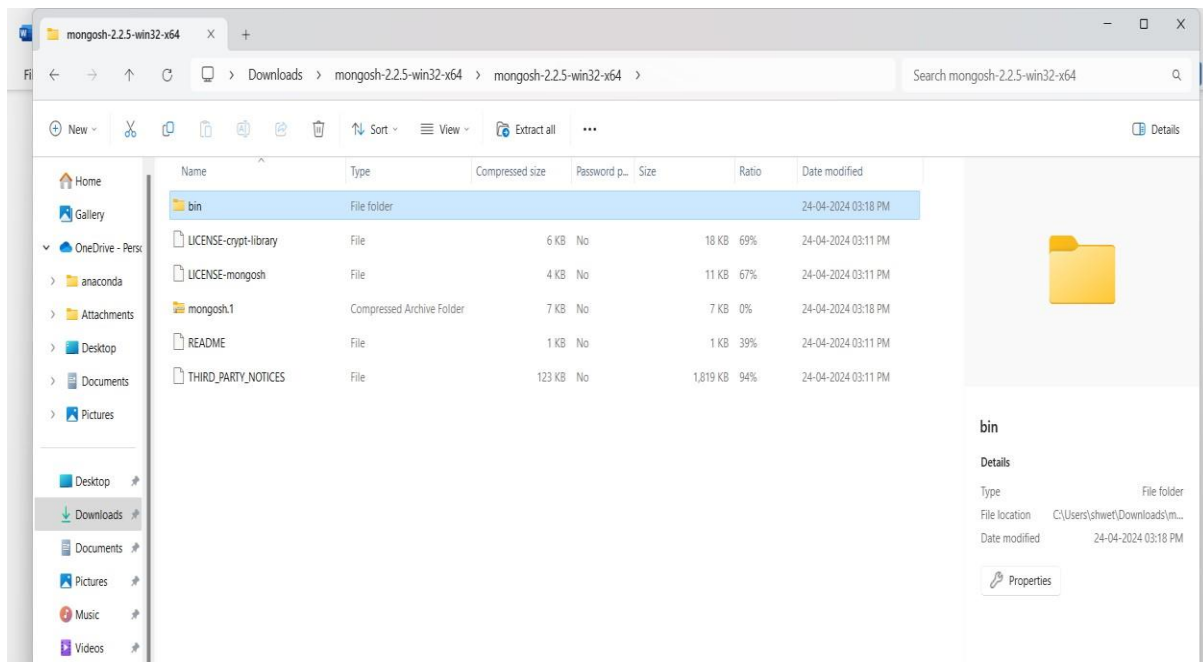 mongosh-2.2.5-win32-x64
Downloads > mongosh-2.2.5-win32-x64 > mongosh-2.2.5-win32-x64 >
Search mongosh-2.2.5-win32-x64
New
Sort
View
Extract all
Details
Home
Gallery
OneDrive - Perso
anaconda
Attachments
Desktop
Documents
Pictures
Desktop
Downloads
Documents
Pictures
Music
Videos
Name Type Compressed size Password p... Size Ratio Date modified
bin File folder 24-04-2024 03:18 PM
LICENSE-crypt-library File 6 KB No 18 KB 69% 24-04-2024 03:11 PM
LICENSE-mongosh File 4 KB No 11 KB 67% 24-04-2024 03:11 PM
mongosh.1 Compressed Archive Folder 7 KB No 7 KB 0% 24-04-2024 03:18 PM
README File 1 KB No 1 KB 39% 24-04-2024 03:11 PM
THIRD_PARTY_NOTICES File 123 KB No 1,819 KB 94% 24-04-2024 03:11 PM
bin
Details
Type File folder
File location C:\Users\shwet\Downloads\m...
Date modified 24-04-2024 03:18 PM
Properties